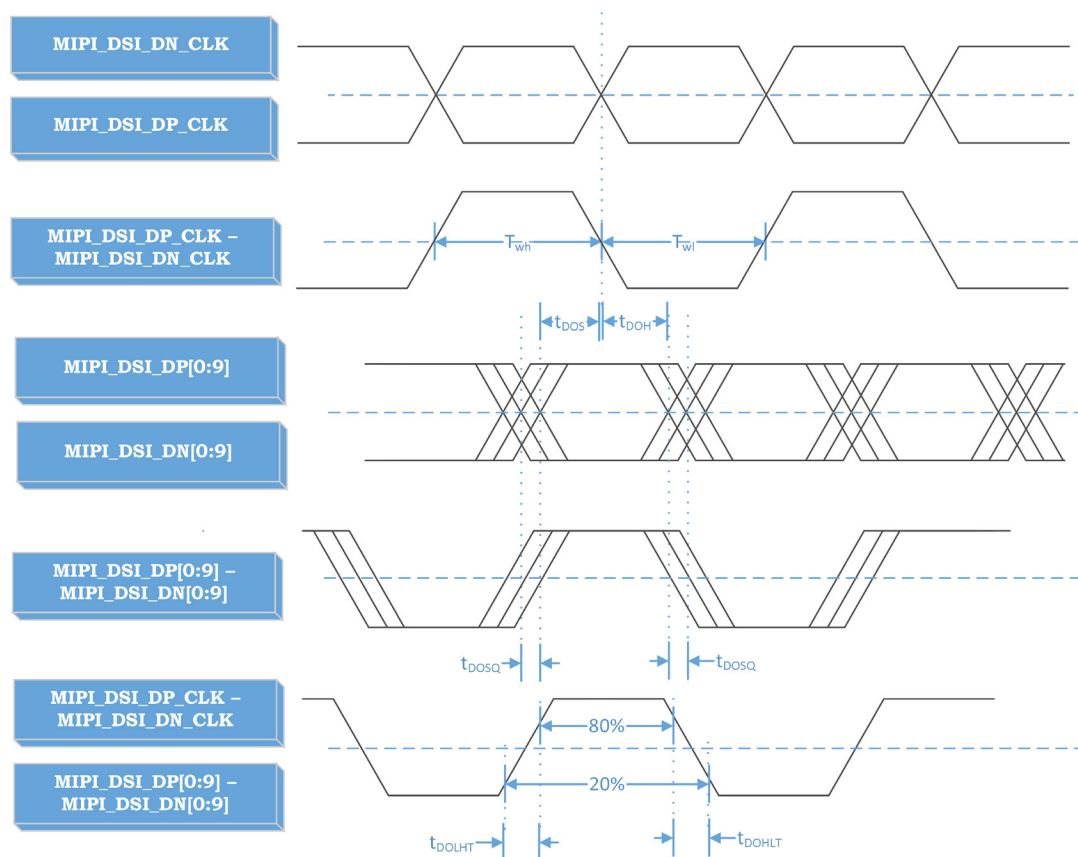 MIPI_DSI_DN_CLK
MIPI_DSI_DP_CLK
MIPI_DSI_DP_CLK –
MIPI_DSI_DN_CLK
Twh
Twl
tDOS
tDOH
MIPI_DSI_DP[0:9]
MIPI_DSI_DN[0:9]
MIPI_DSI_DP[0:9] –
MIPI_DSI_DN[0:9]
tDOSQ
tDOSQ
MIPI_DSI_DP_CLK –
MIPI_DSI_DN_CLK
80%
MIPI_DSI_DP[0:9] –
MIPI_DSI_DN[0:9]
20%
tDOLHT
tDOHLT